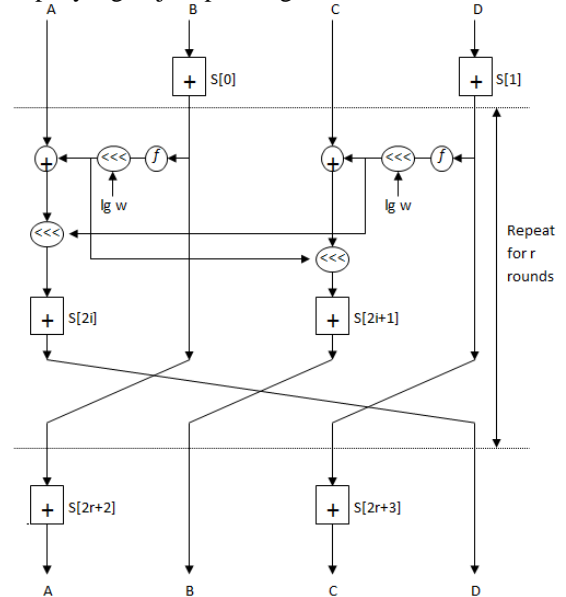 A B C D
+ S[0] + S[1]
+ <<< f + <<< f
lg w lg w
<<< <<<
Repeat
for r
rounds
+ S[2i] + S[2i+1]
+ S[2r+2] + S[2r+3]
A B C D